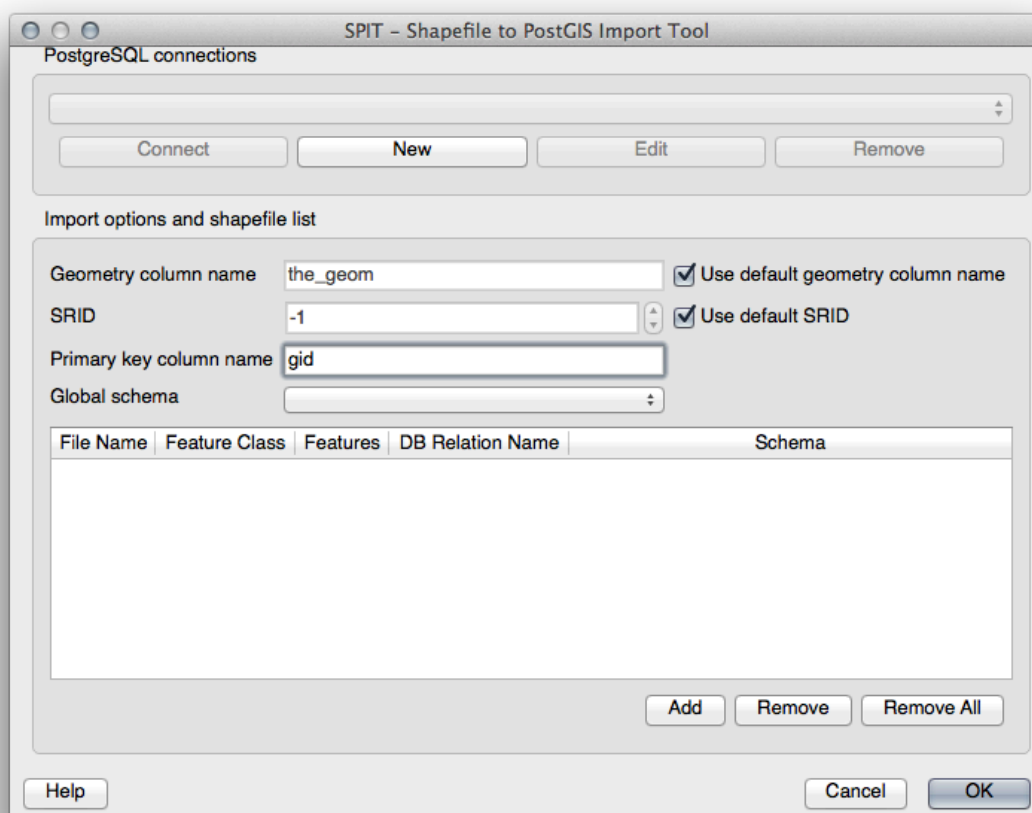 SPIT - Shapefile to PostGIS Import Tool
PostgreSQL connections
Connect New Edit Remove
Import options and shapefile list
Geometry column name the_geom Use default geometry column name
SRID -1 Use default SRID
Primary key column name gid
Global schema
File Name Feature Class Features DB Relation Name Schema
Add Remove Remove All
Help Cancel OK